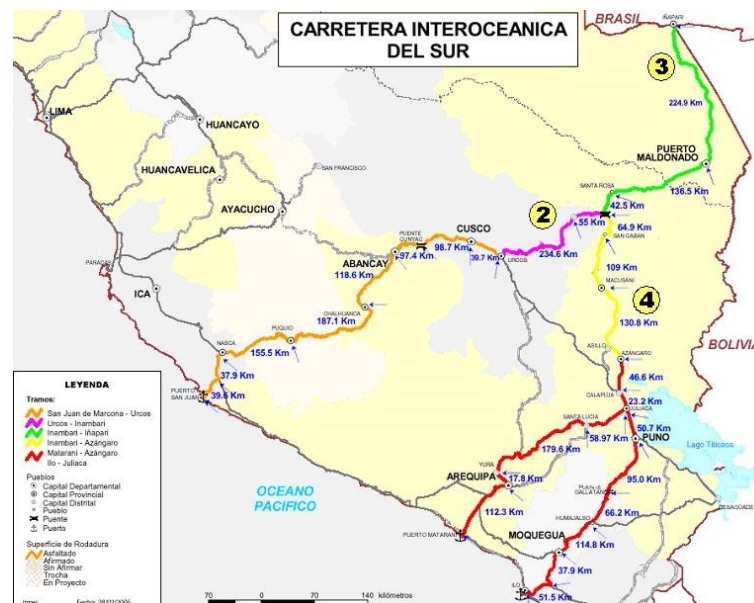 CARRETERA INTEROCEANICA
DEL SUR
BRASIL
IÑAPARI
3
224.9 Km
LIMA
HUANCAYO
PUERTO
MALDONADO
HUANCAVELICA
SAN FRANCISCO
SANTA ROSA
136.5 Km
AYACUCHO
2
42.5 Km
55 Km
64.9 Km
PUENTE
CUNYAC
CUSCO
98.7 Km
SAN GABAN
PARACAS
ABANCAY
97.4 Km
39.7 Km
URCOS
234.6 Km
109 Km
118.6 Km
ICA
MACUSANI
CHALHUANCA
187.1 Km
4
130.8 Km
PUQUIO
NASCA
155.5 Km
ASILLO
AZANGARO
BOLIVIA
37.9 Km
PUERTO
SAN JUAN
39.6 Km
46.6 Km
CALAPUJA
23.2 Km
JULIACA
SANTA LUCIA
58.97 Km
50.7 Km
PUNO
Lago Titicaca
179.6 Km
YURA
AREQUIPA
17.8 Km
95.0 Km
OCEANO
PACIFICO
112.3 Km
66.2 Km
DESAGUADERO
HUMAJALSO
PUERTO MATARANI
MOQUEGUA
114.8 Km
37.9 Km
ILO
51.5 Km
70 0 70 140 kilómetros
LEYENDA
Tramos:
San Juan de Marcona - Urcos
Urcos - Inambari
Inambari - Iñapari
Inambari - Azángaro
Matarani - Azángaro
Ilo - Juliaca
Pueblos
Capital Departamental
Capital Provincial
Capital Distrital
Pueblo
Puente
Puerto
Superficie de Rodadura
Asfaltado
Afirmado
Sin Afirmar
Trocha
En Proyecto